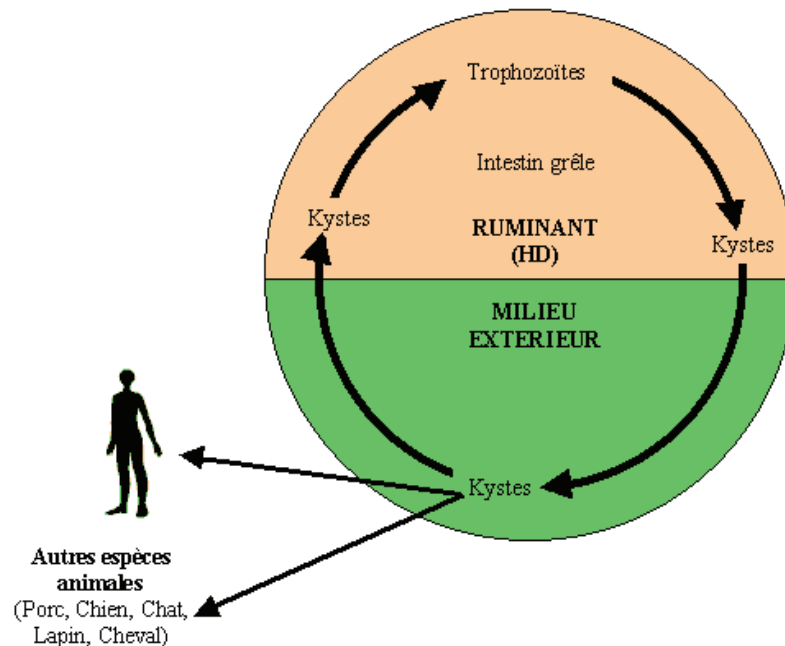 Trophozoïtes
Intestin grêle
Kystes
RUMINANT
(HD)
Kystes
MILIEU
EXTERIEUR
Kystes
Autres espèces
animales
(Porc, Chien, Chat,
Lapin, Cheval)